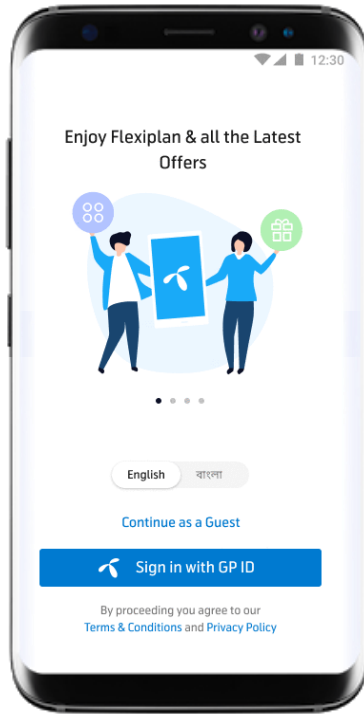 12:30
Enjoy Flexiplan & all the Latest
Offers
English বাংলা
Continue as a Guest
Sign in with GP ID
By proceeding you agree to our
Terms & Conditions and Privacy Policy